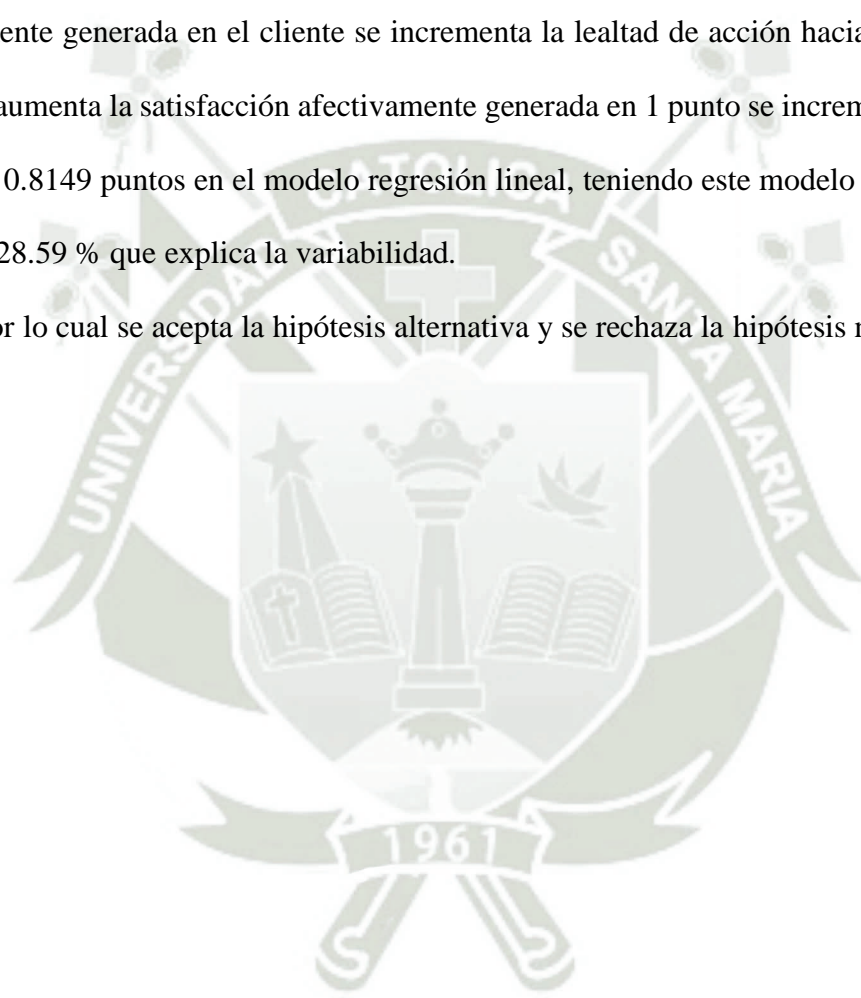 ente generada en el cliente se incrementa la lealtad de acción hacia
aumenta la satisfacción afectivamente generada en 1 punto se increm
0.8149 puntos en el modelo regresión lineal, teniendo este modelo
28.59 % que explica la variabilidad.
or lo cual se acepta la hipótesis alternativa y se rechaza la hipótesis
UNIVERSIDAD CATOLICA SANTA MARIA
1961